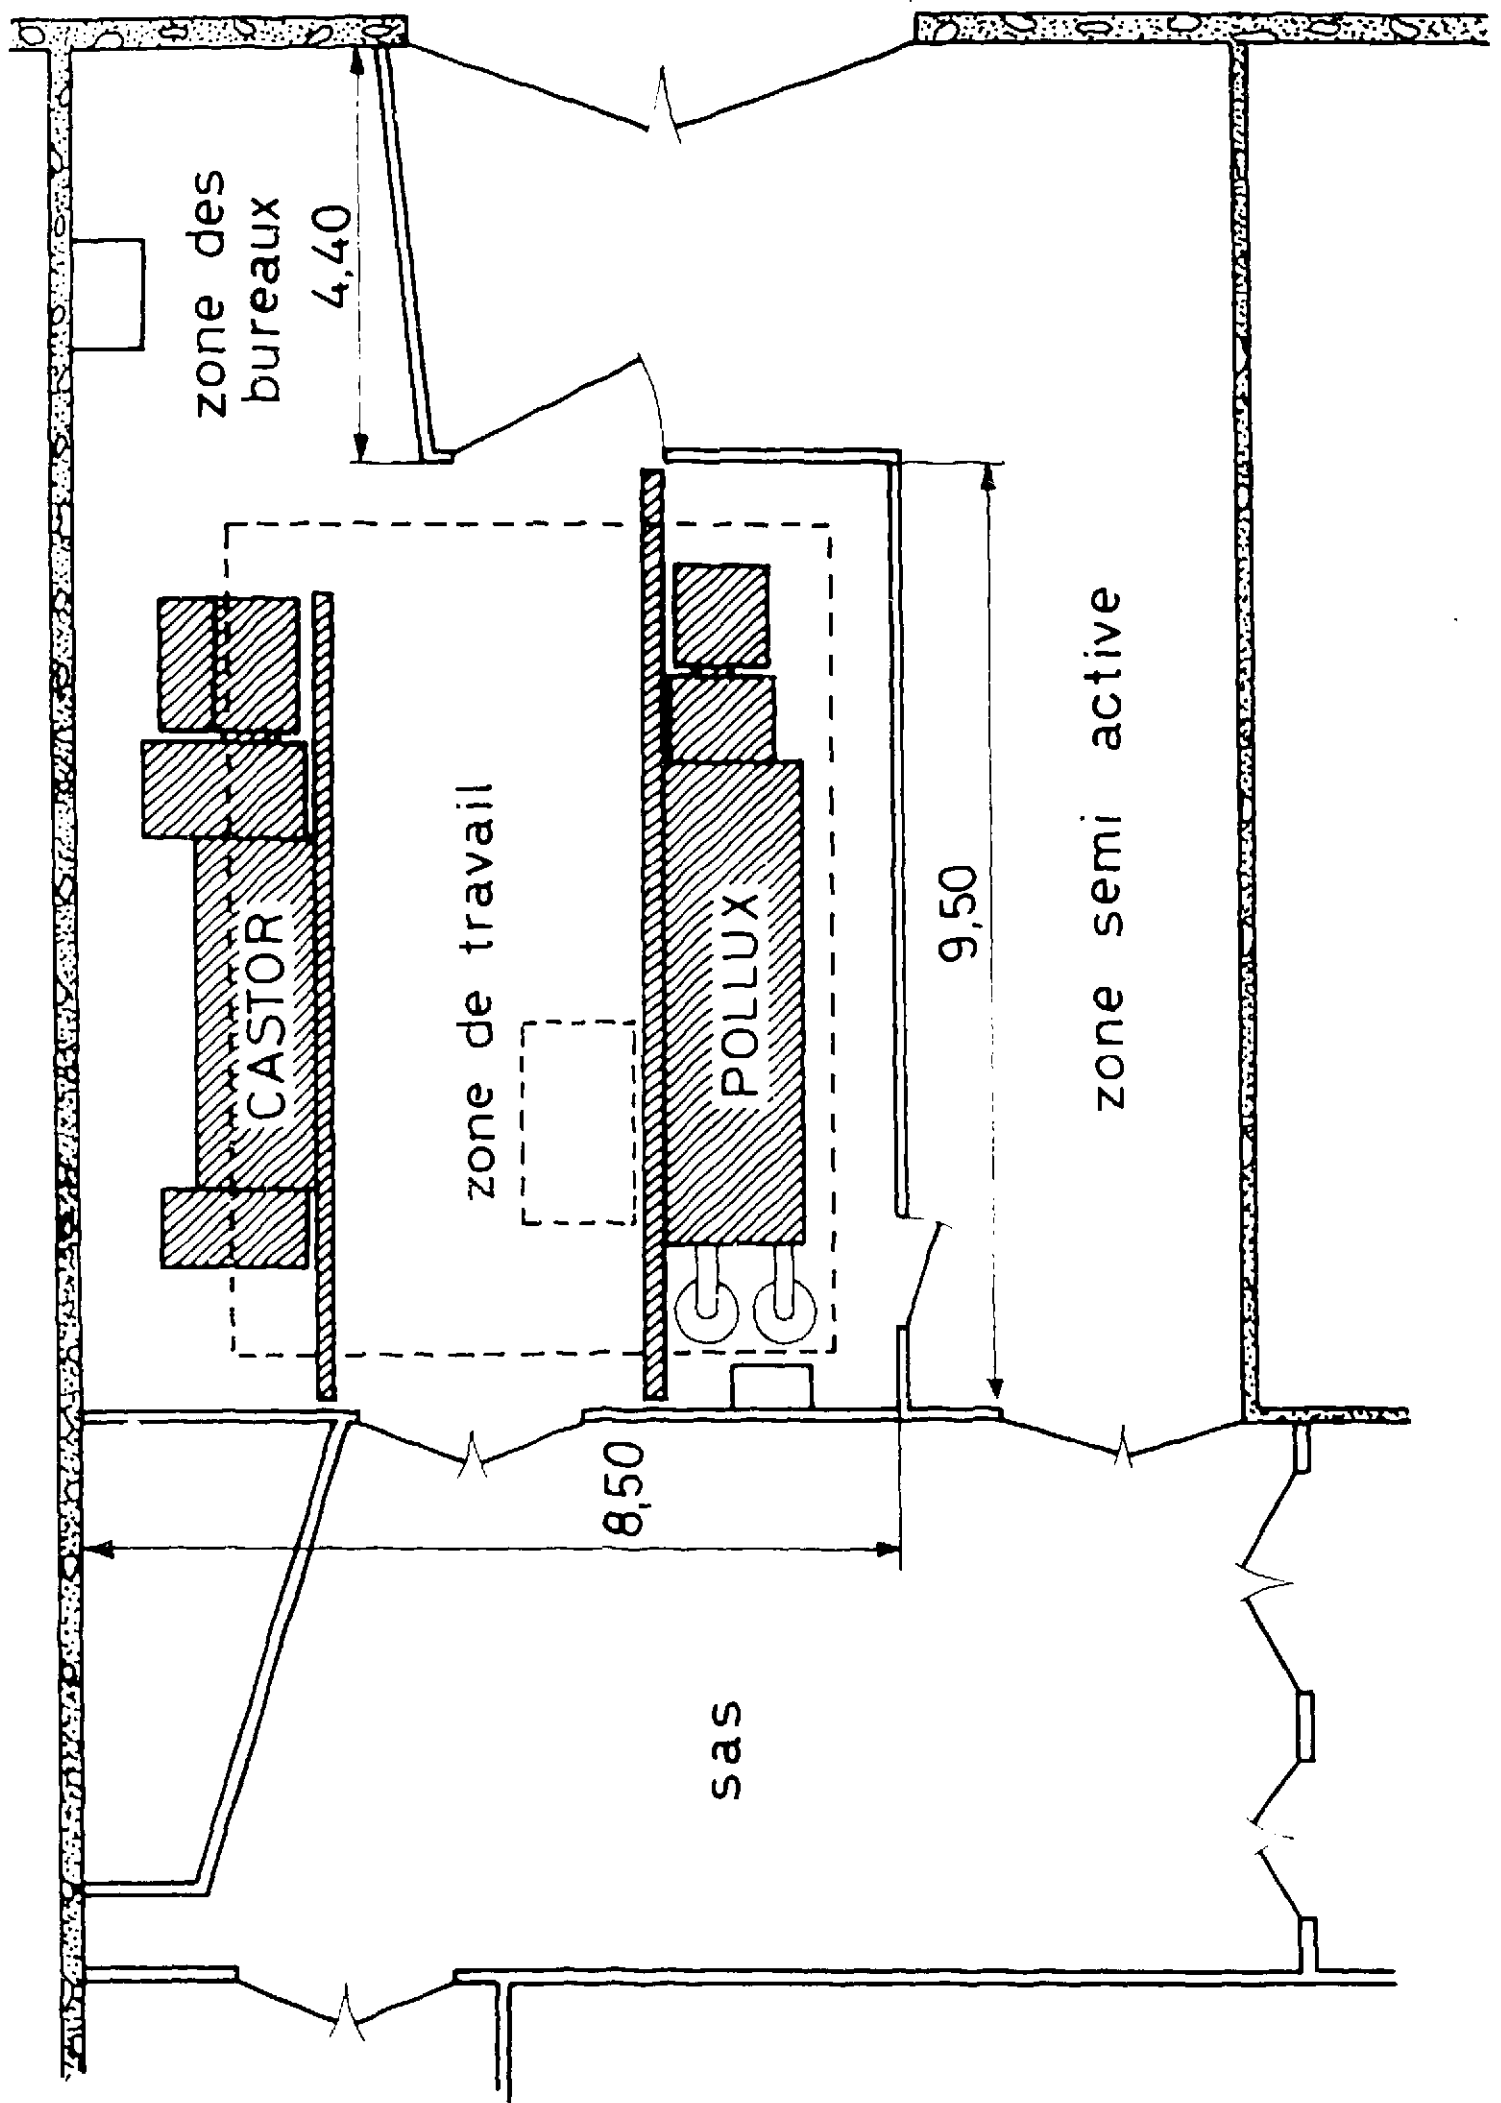 zone des
bureaux
4,40
CASTOR
zone de travail
POLLUX
9,50
zone semi active
8,50
sas